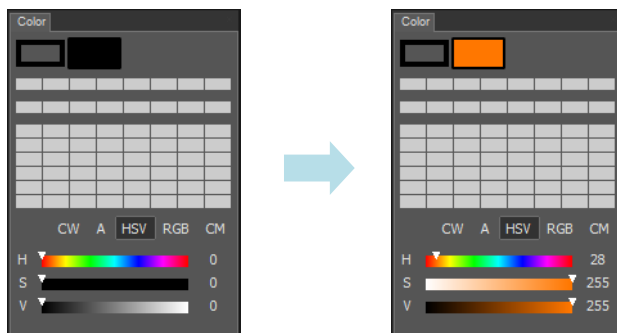 Color
CW A HSV RGB CM
H 0
S 0
V 0
Color
CW A HSV RGB CM
H 28
S 255
V 255